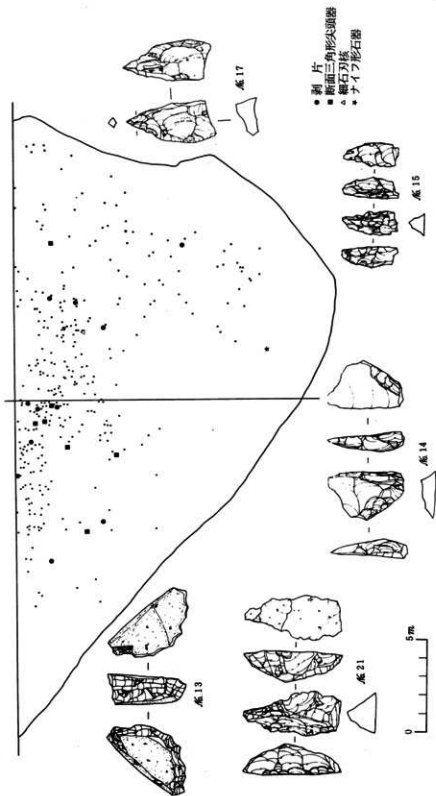 №17
● 剥片
■ 断面三角形尖頭器
△ 細石刃核
★ ナイフ形石器
№15
№14
№13
№21
0 5m